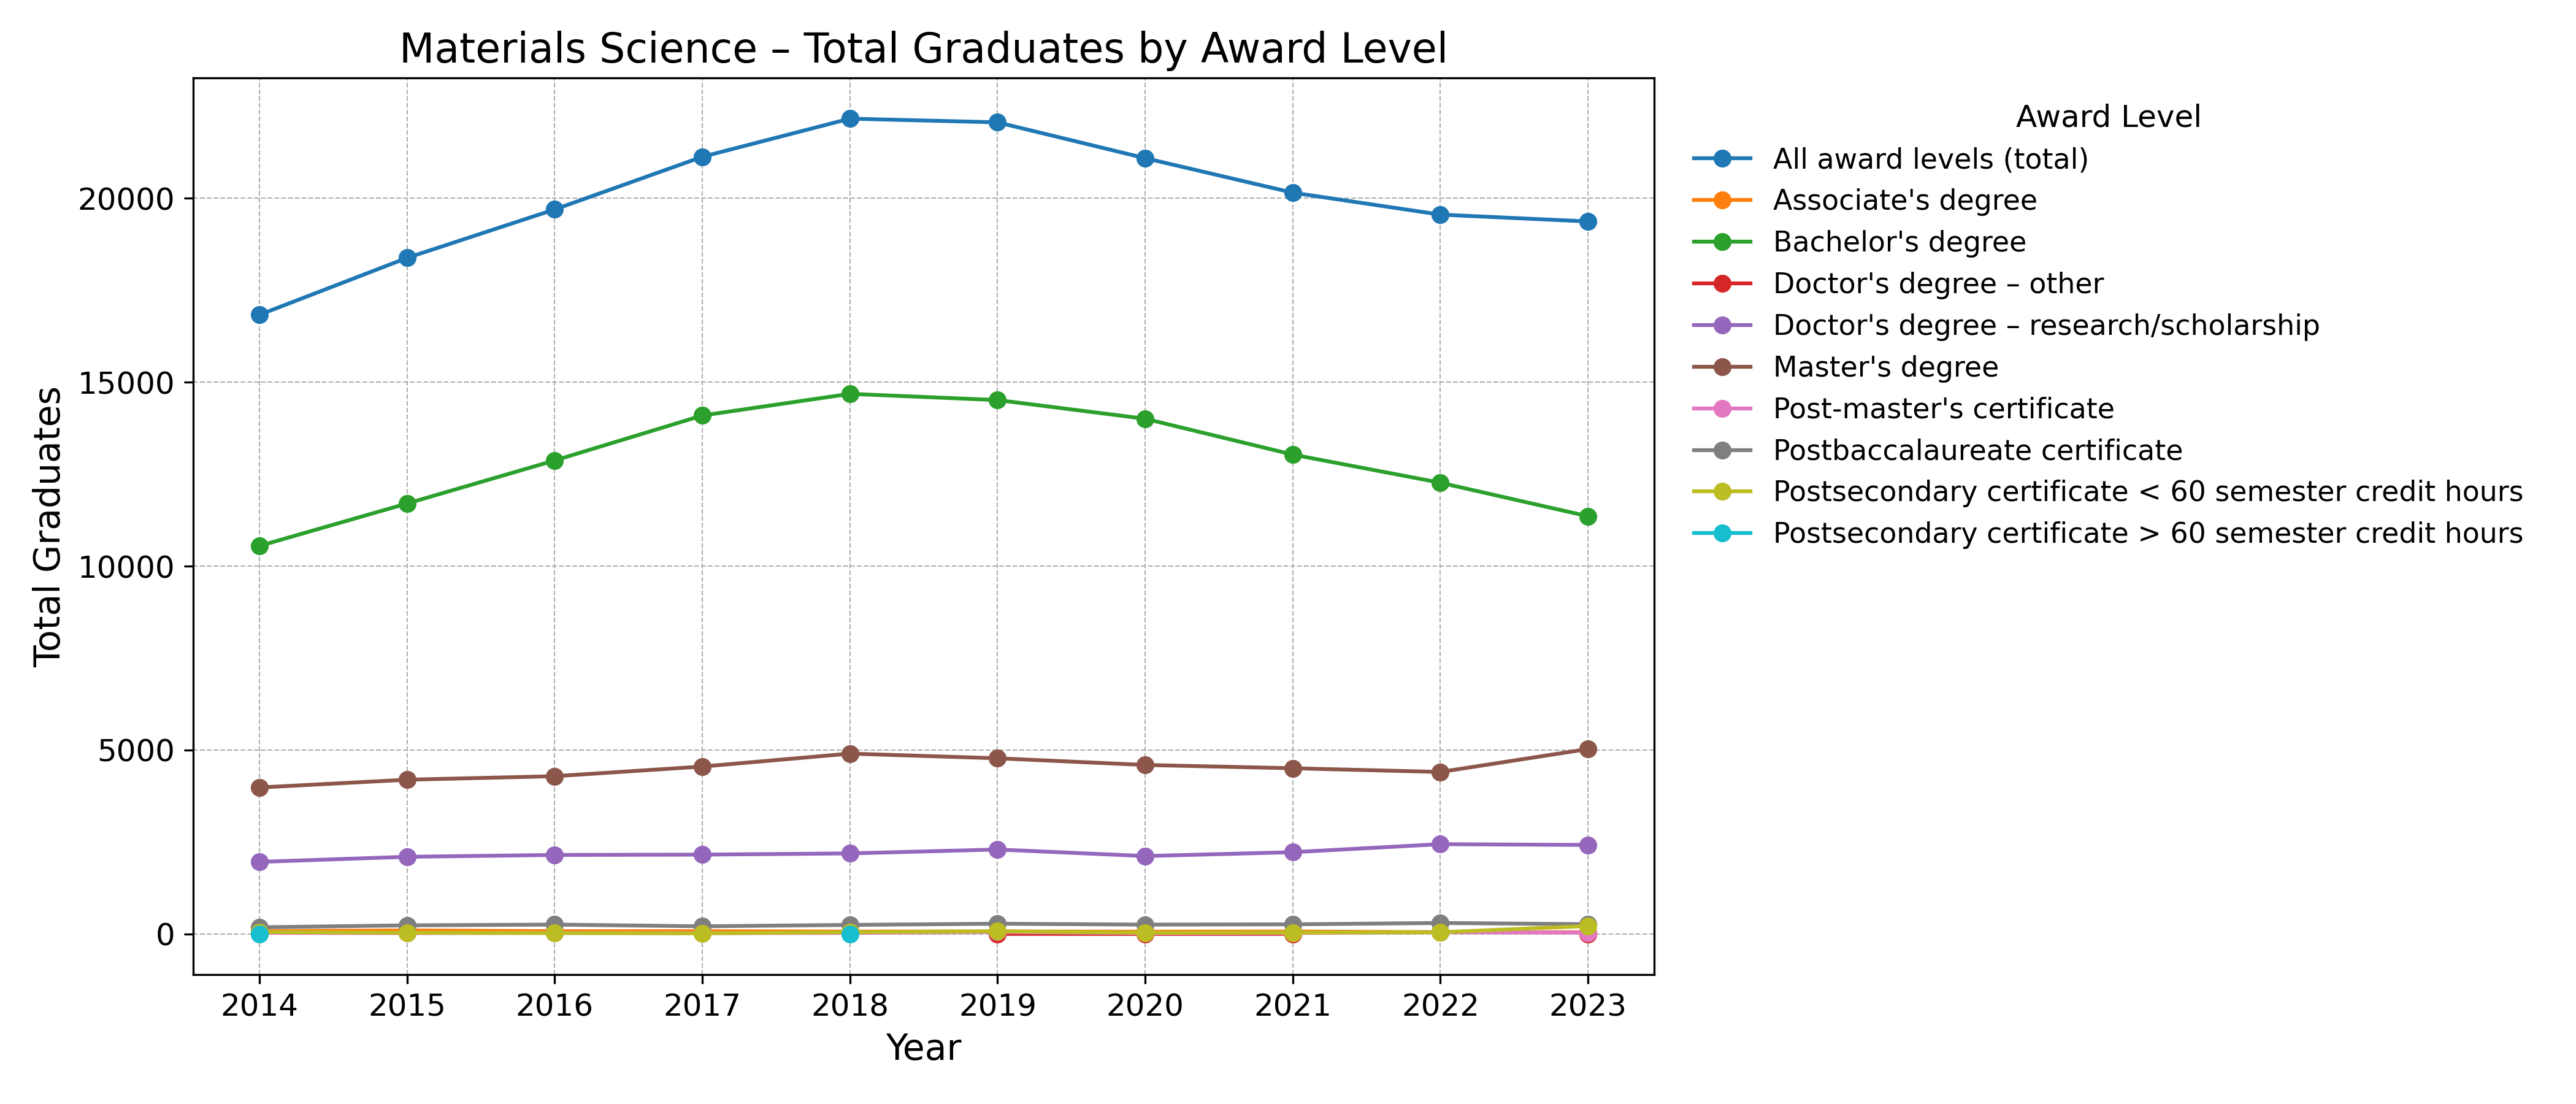 Materials Science – Total Graduates by Award Level
Total Graduates
20000
15000
10000
5000
0
2014 2015 2016 2017 2018 2019 2020 2021 2022 2023
Year
Award Level
All award levels (total)
Associate's degree
Bachelor's degree
Doctor's degree – other
Doctor's degree – research/scholarship
Master's degree
Post-master's certificate
Postbaccalaureate certificate
Postsecondary certificate < 60 semester credit hours
Postsecondary certificate > 60 semester credit hours